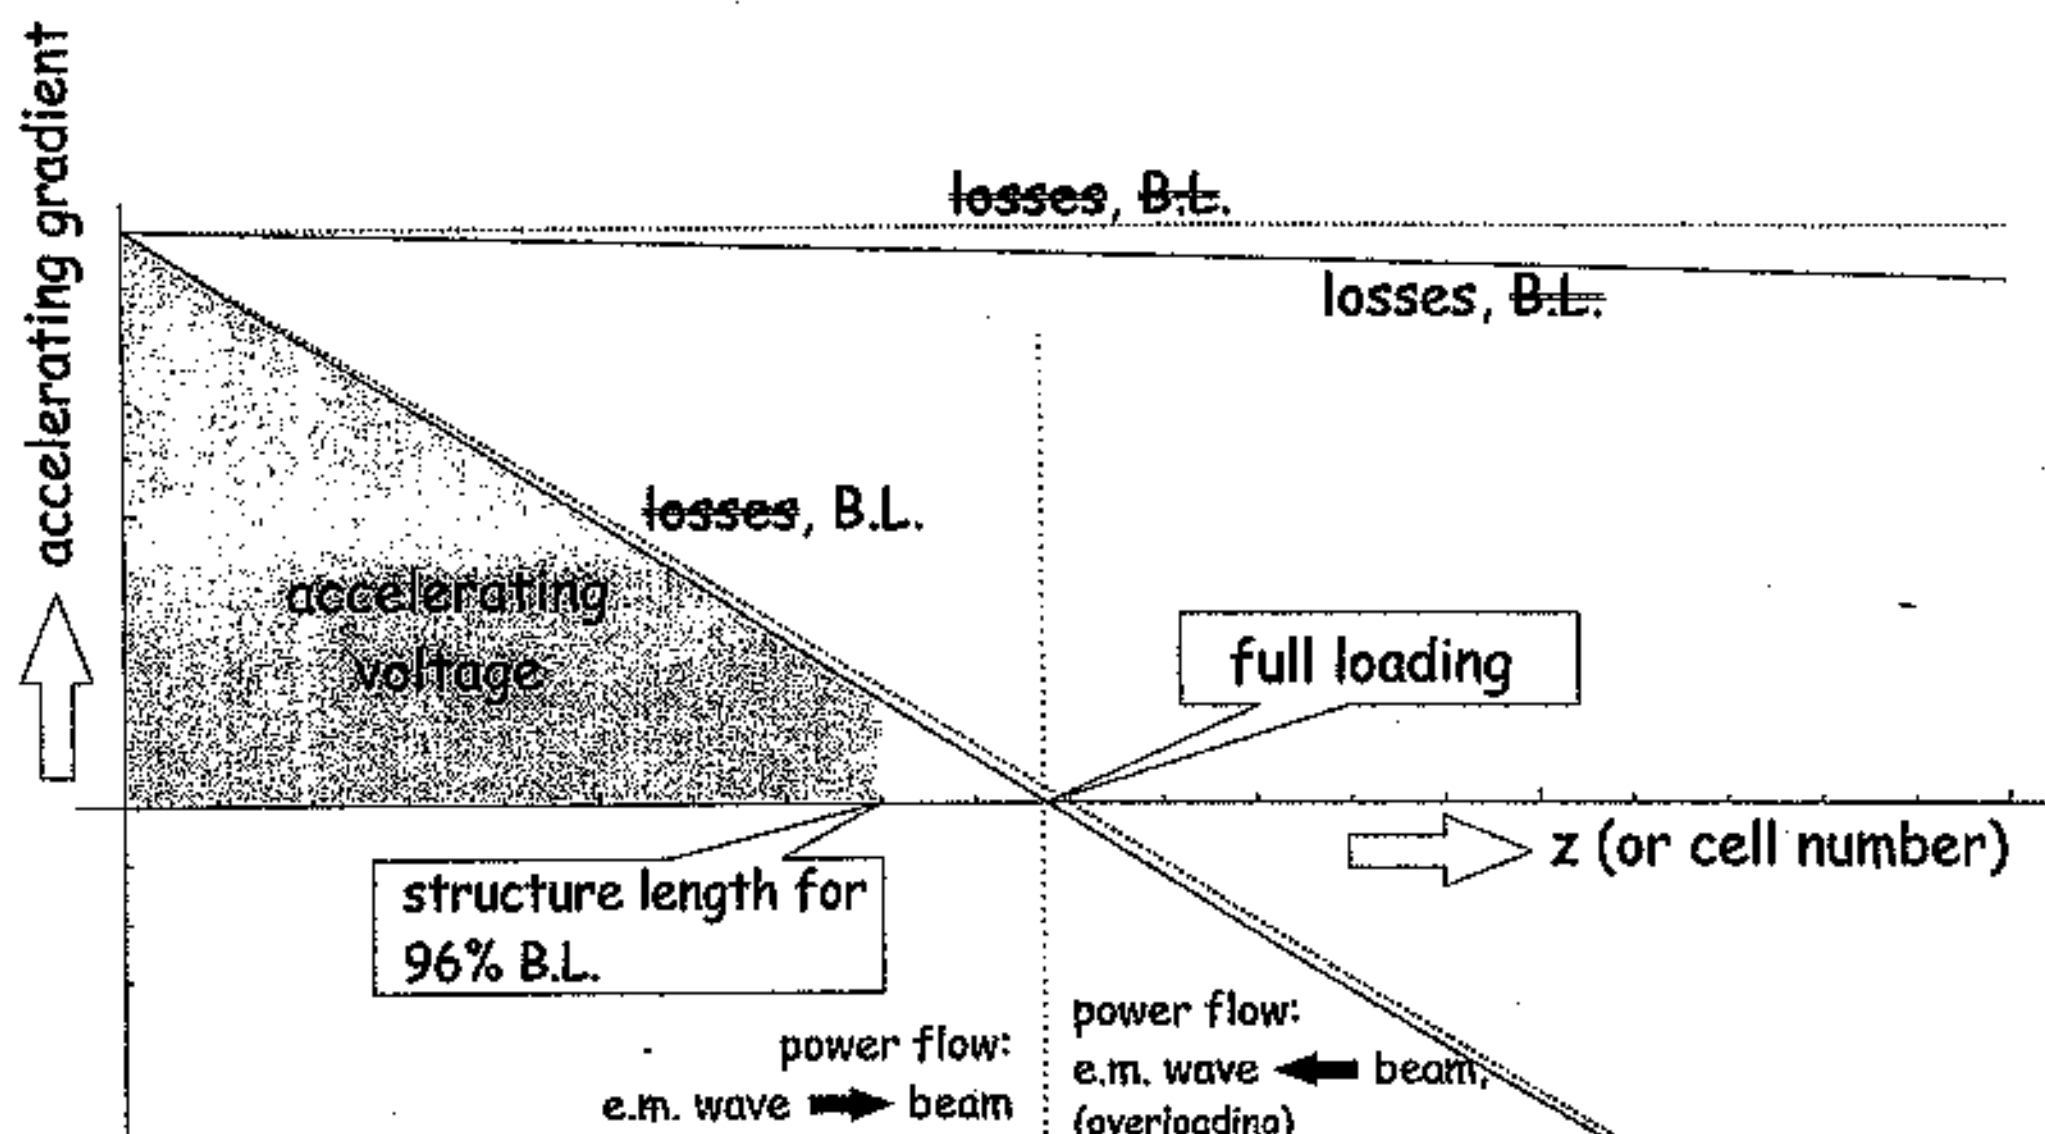 accelerating gradient
losses, B.L.
losses, B.L.
losses, B.L.
accelerating
voltage
full loading
z (or cell number)
structure length for
96% B.L.
power flow:
e.m. wave beam
power flow:
e.m. wave beam,
(overloading)